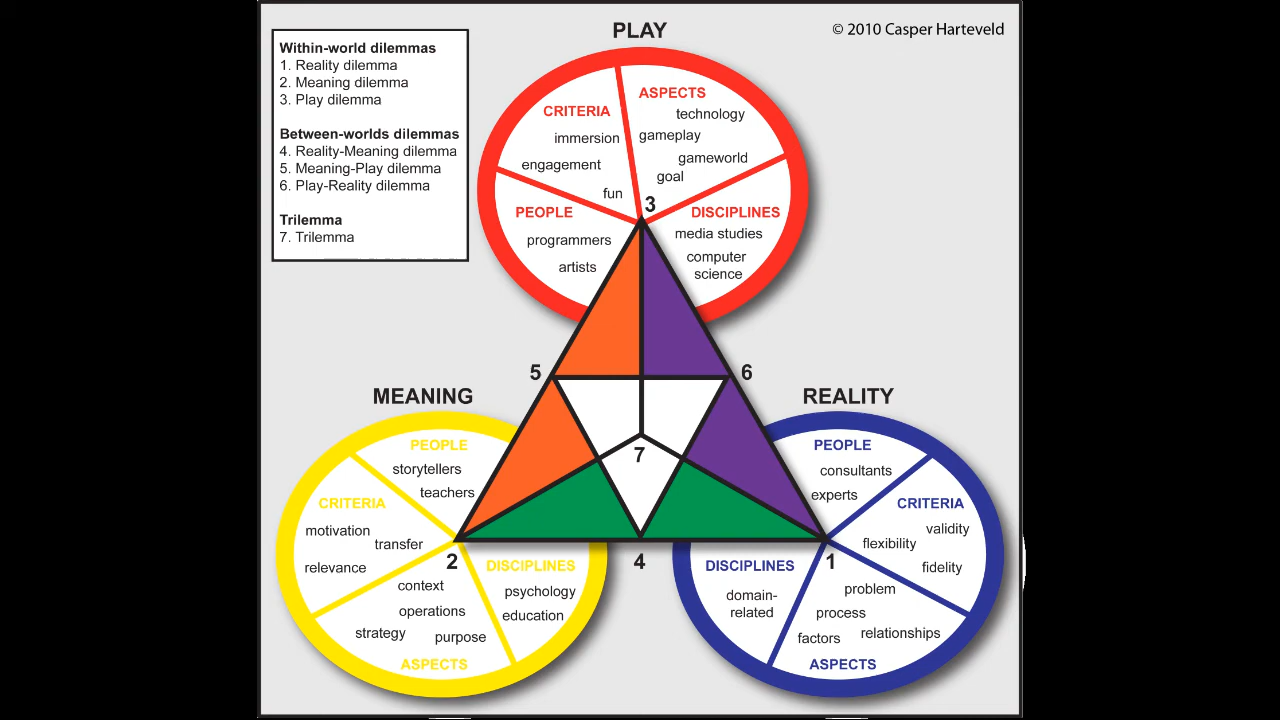 PLAY
© 2010 Casper Harteveld
Within-world dilemmas
1. Reality dilemma
2. Meaning dilemma
3. Play dilemma
Between-worlds dilemmas
4. Reality-Meaning dilemma
5. Meaning-Play dilemma
6. Play-Reality dilemma
Trilemma
7. Trilemma
CRITERIA
immersion
engagement
fun
ASPECTS
technology
gameplay
gameworld
goal
PEOPLE
programmers
artists
DISCIPLINES
media studies
computer
science
3
5
6
7
2
4
1
MEANING
PEOPLE
storytellers
teachers
CRITERIA
motivation
transfer
relevance
DISCIPLINES
psychology
education
context
operations
strategy
purpose
ASPECTS
REALITY
PEOPLE
consultants
experts
CRITERIA
validity
flexibility
fidelity
DISCIPLINES
domain-
related
problem
process
factors
relationships
ASPECTS